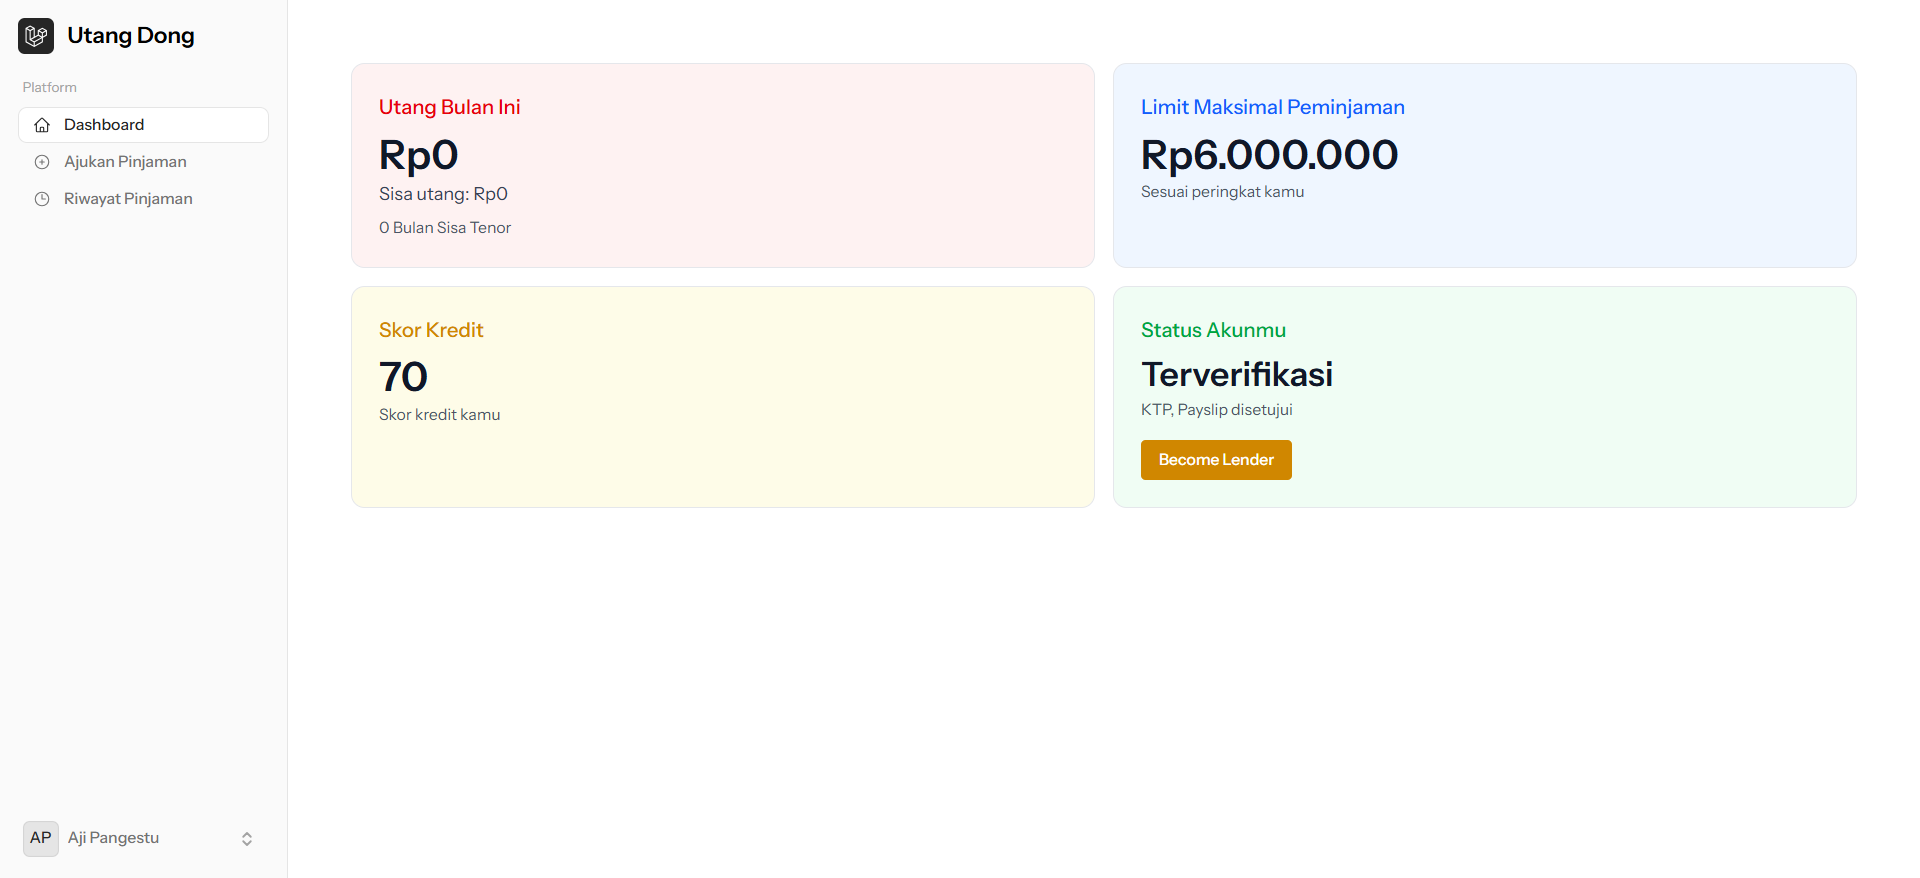 Utang Dong
Platform
Dashboard
Ajukan Pinjaman
Riwayat Pinjaman
Utang Bulan Ini
Rp0
Sisa utang: Rp0
0 Bulan Sisa Tenor
Limit Maksimal Peminjaman
Rp6.000.000
Sesuai peringkat kamu
Skor Kredit
70
Skor kredit kamu
Status Akunmu
Terverifikasi
KTP, Payslip disetujui
Become Lender
AP Aji Pangestu